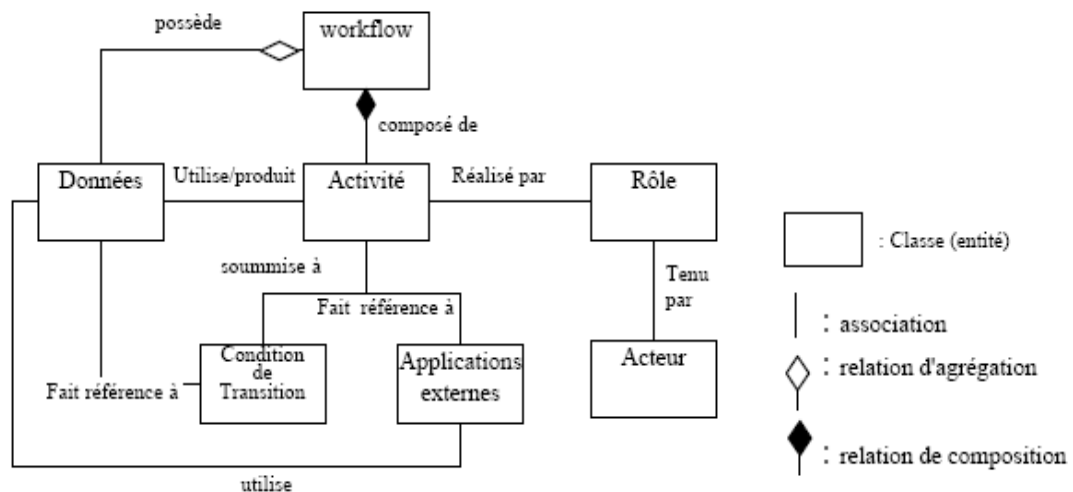 possède
workflow
composé de
Données
Utilise/produit
Activité
Réalisé par
Rôle
soummise à
Fait référence à
Tenu
par
Condition
de
Transition
Applications
externes
Acteur
Fait référence à
utilise
: Classe (entité)
: association
: relation d'agrégation
: relation de composition